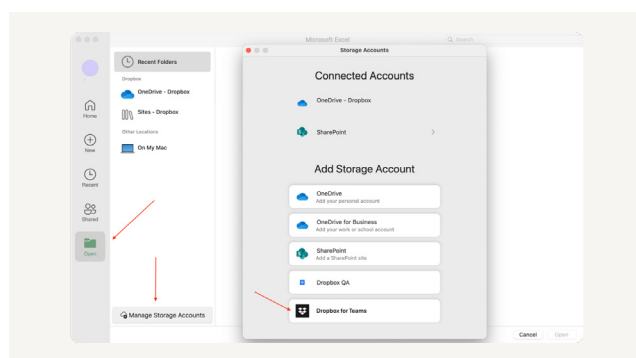 Microsoft Excel
Search
Home
New
Recent
Shared
Open
Recent Folders
Dropbox
OneDrive - Dropbox
Sites - Dropbox
Other Locations
On My Mac
Manage Storage Accounts
Storage Accounts
Connected Accounts
OneDrive - Dropbox
SharePoint
Add Storage Account
OneDrive
Add your personal account
OneDrive for Business
Add your work or school account
SharePoint
Add a SharePoint site
Dropbox QA
Dropbox for Teams
Cancel
Open